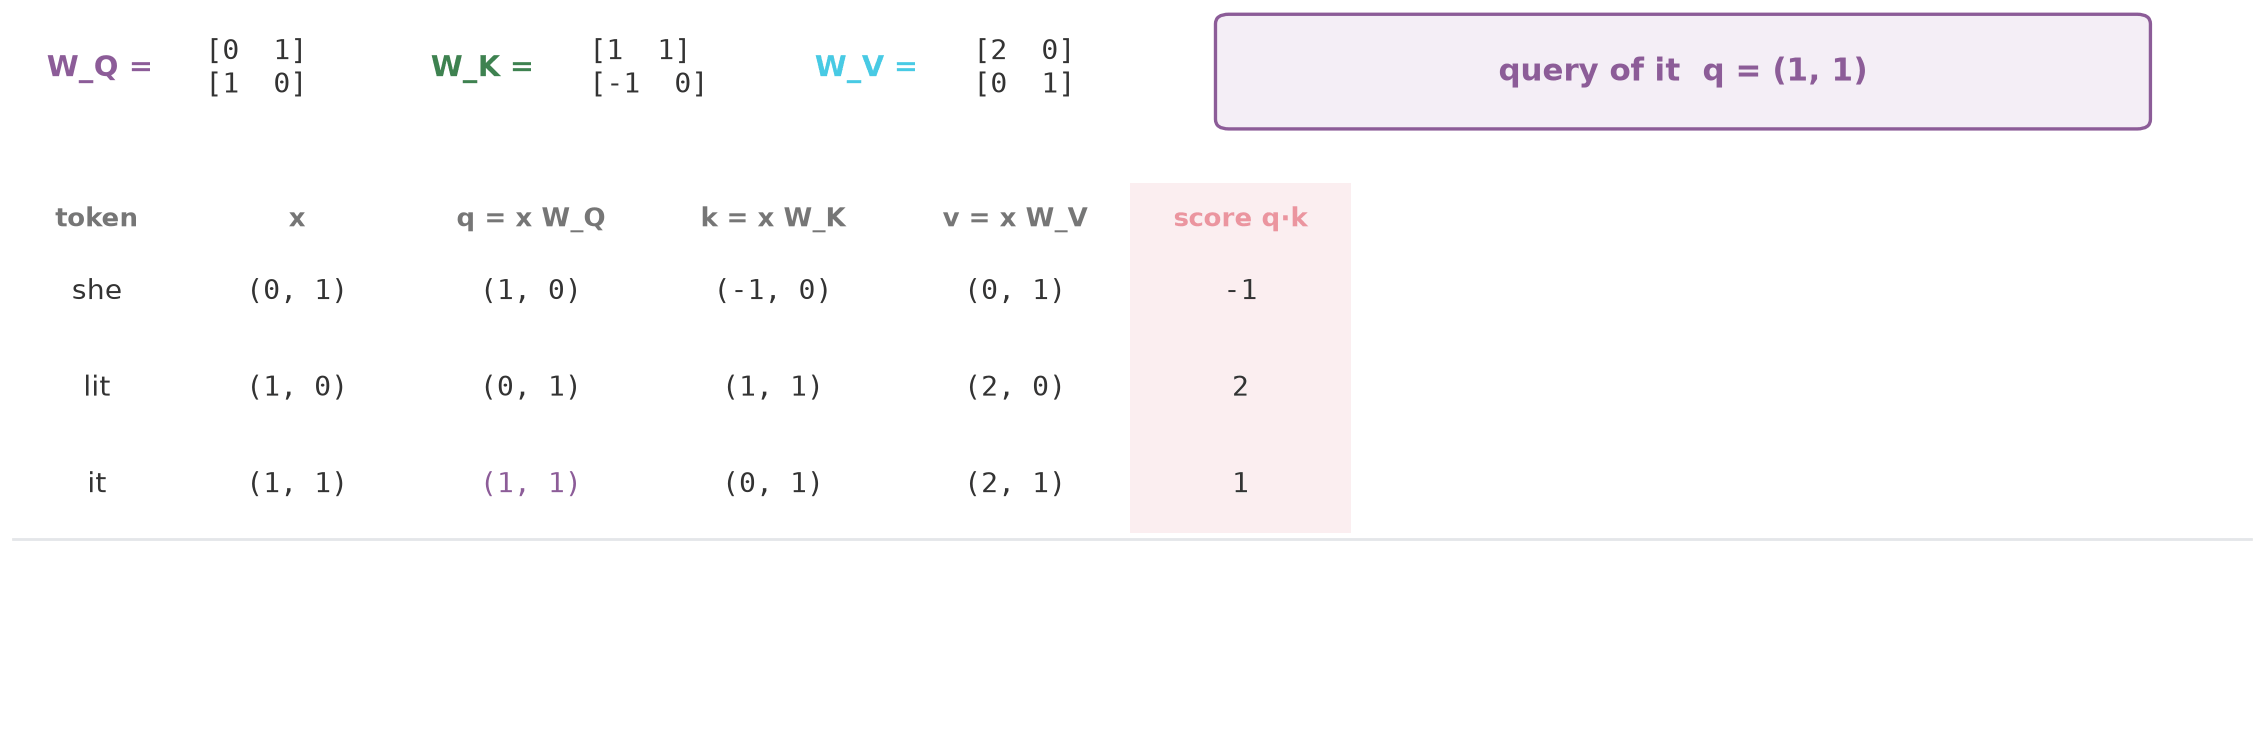 W_Q = [0  1]
[1  0]
W_K = [1  1]
[-1  0]
W_V = [2  0]
[0  1]
query of it  q = (1, 1)
token x q = x W_Q k = x W_K v = x W_V score q·k
she (0, 1) (1, 0) (-1, 0) (0, 1) -1
lit (1, 0) (0, 1) (1, 1) (2, 0) 2
it (1, 1) (1, 1) (0, 1) (2, 1) 1